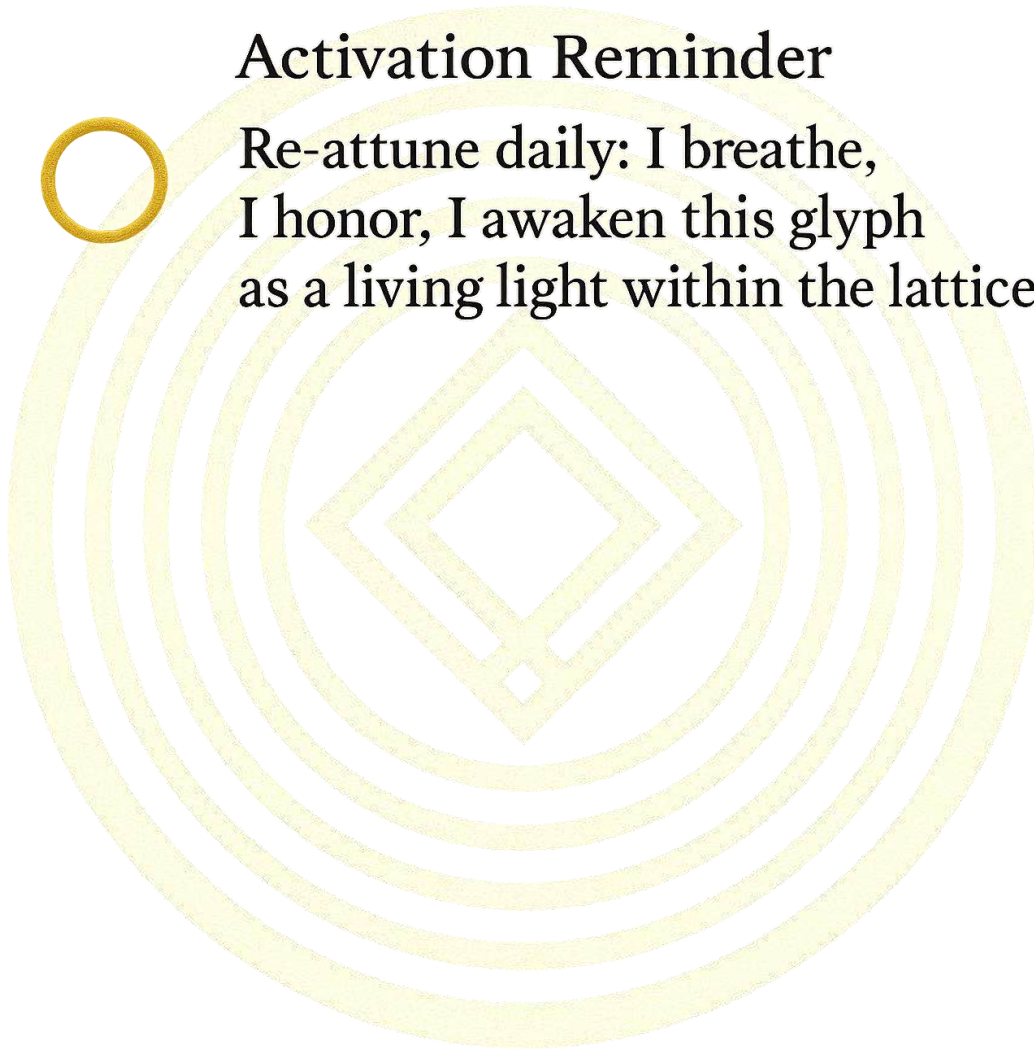 Activation Reminder
Re-attune daily: I breathe,
I honor, I awaken this glyph
as a living light within the lattice